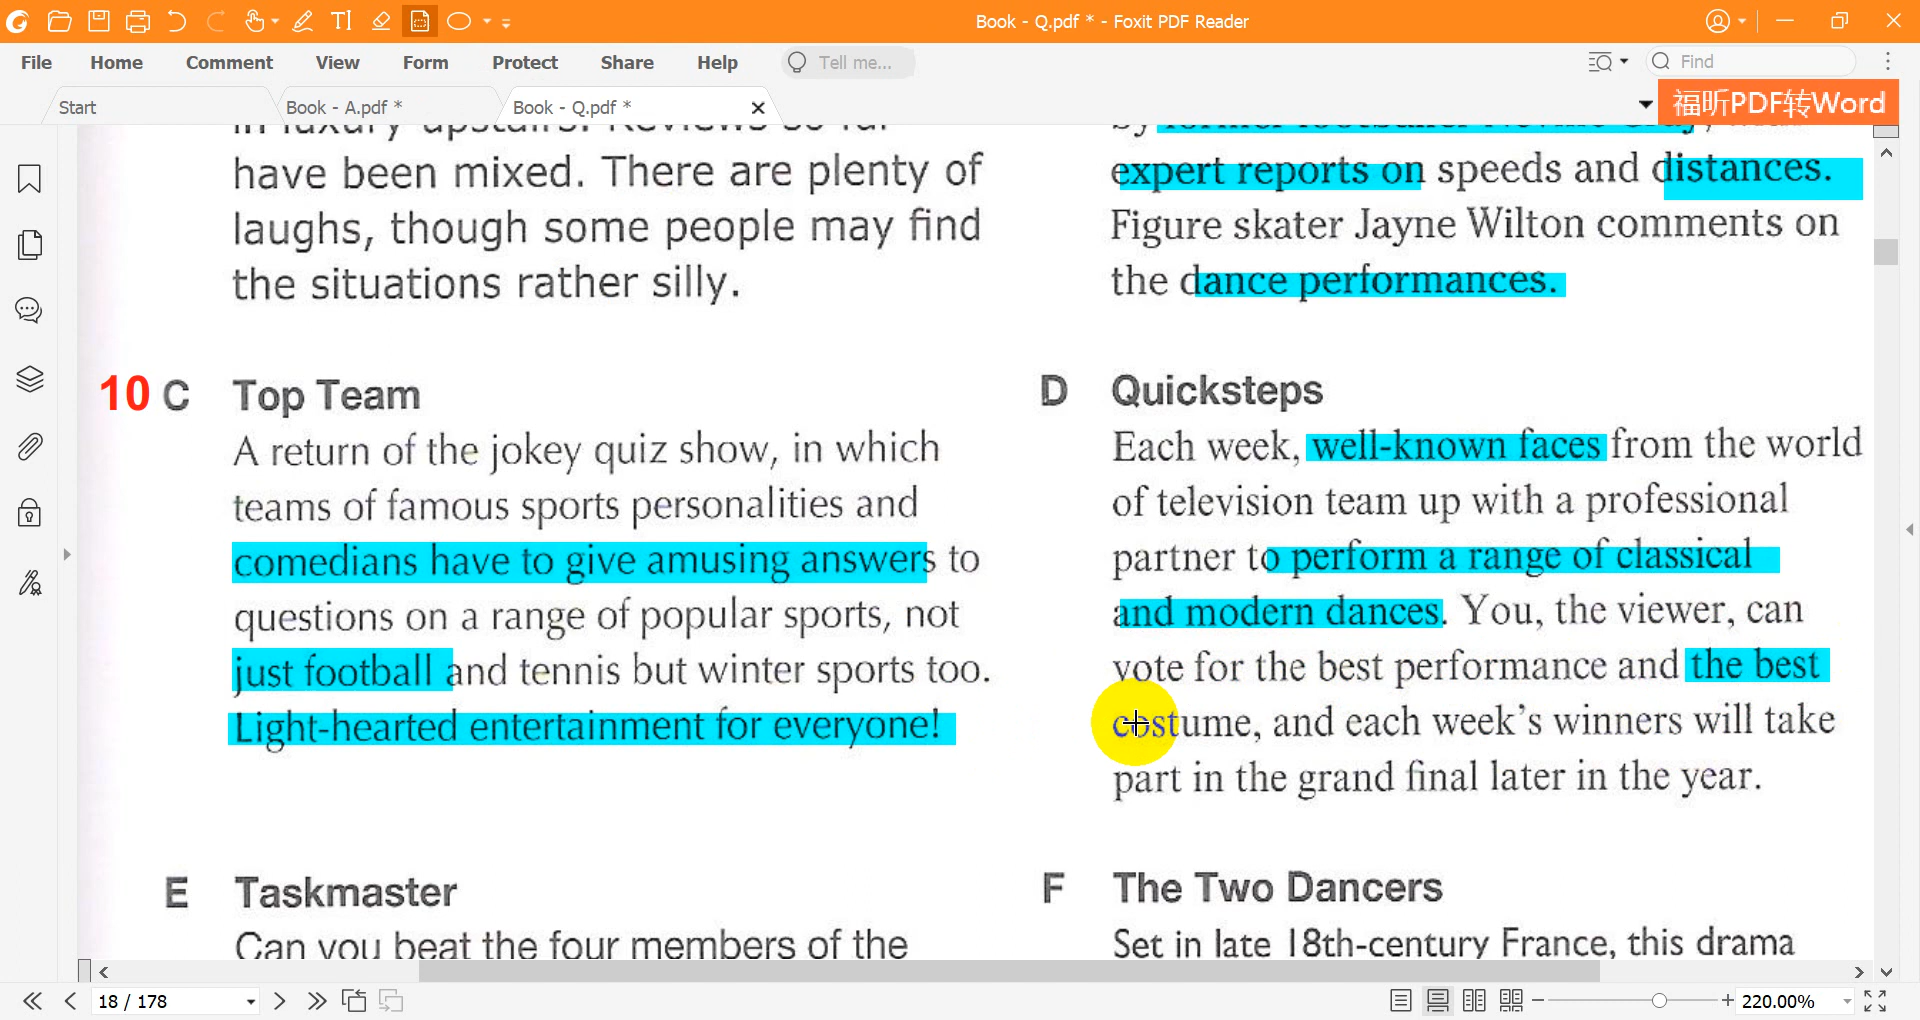 Book - Q.pdf * - Foxit PDF Reader
File Home Comment View Form Protect Share Help Tell me... Find
Start Book - A.pdf * Book - Q.pdf * 福昕PDF转Word
have been mixed. There are plenty of
laughs, though some people may find
the situations rather silly.
expert reports on speeds and distances.
Figure skater Jayne Wilton comments on
the dance performances.
10 C Top Team
A return of the jokey quiz show, in which
teams of famous sports personalities and
comedians have to give amusing answers to
questions on a range of popular sports, not
just football and tennis but winter sports too.
Light-hearted entertainment for everyone!
D Quicksteps
Each week, well-known faces from the world
of television team up with a professional
partner to perform a range of classical
and modern dances. You, the viewer, can
vote for the best performance and the best
costume, and each week's winners will take
part in the grand final later in the year.
E Taskmaster
Can you beat the four members of the
F The Two Dancers
Set in late 18th-century France, this drama
18 / 178 220.00%